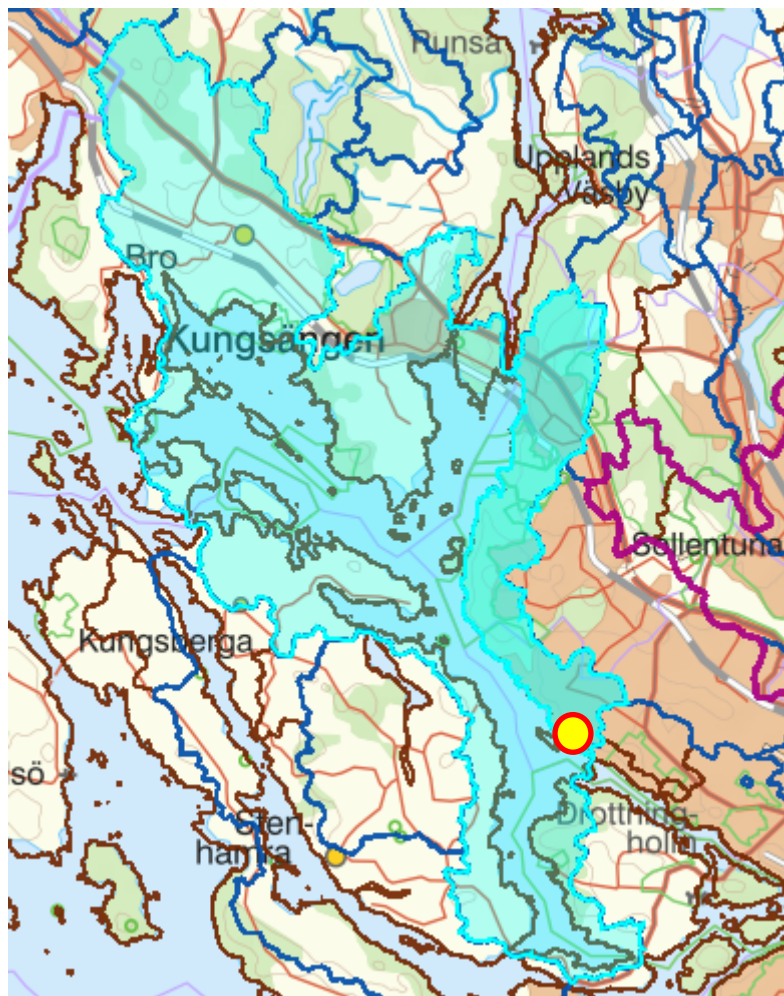 Runsa
Upplands
Väsby
Bro
Kungsängen
Sollentuna
Kungsberga
sö
Sten-
hamra
Drottning-
holm